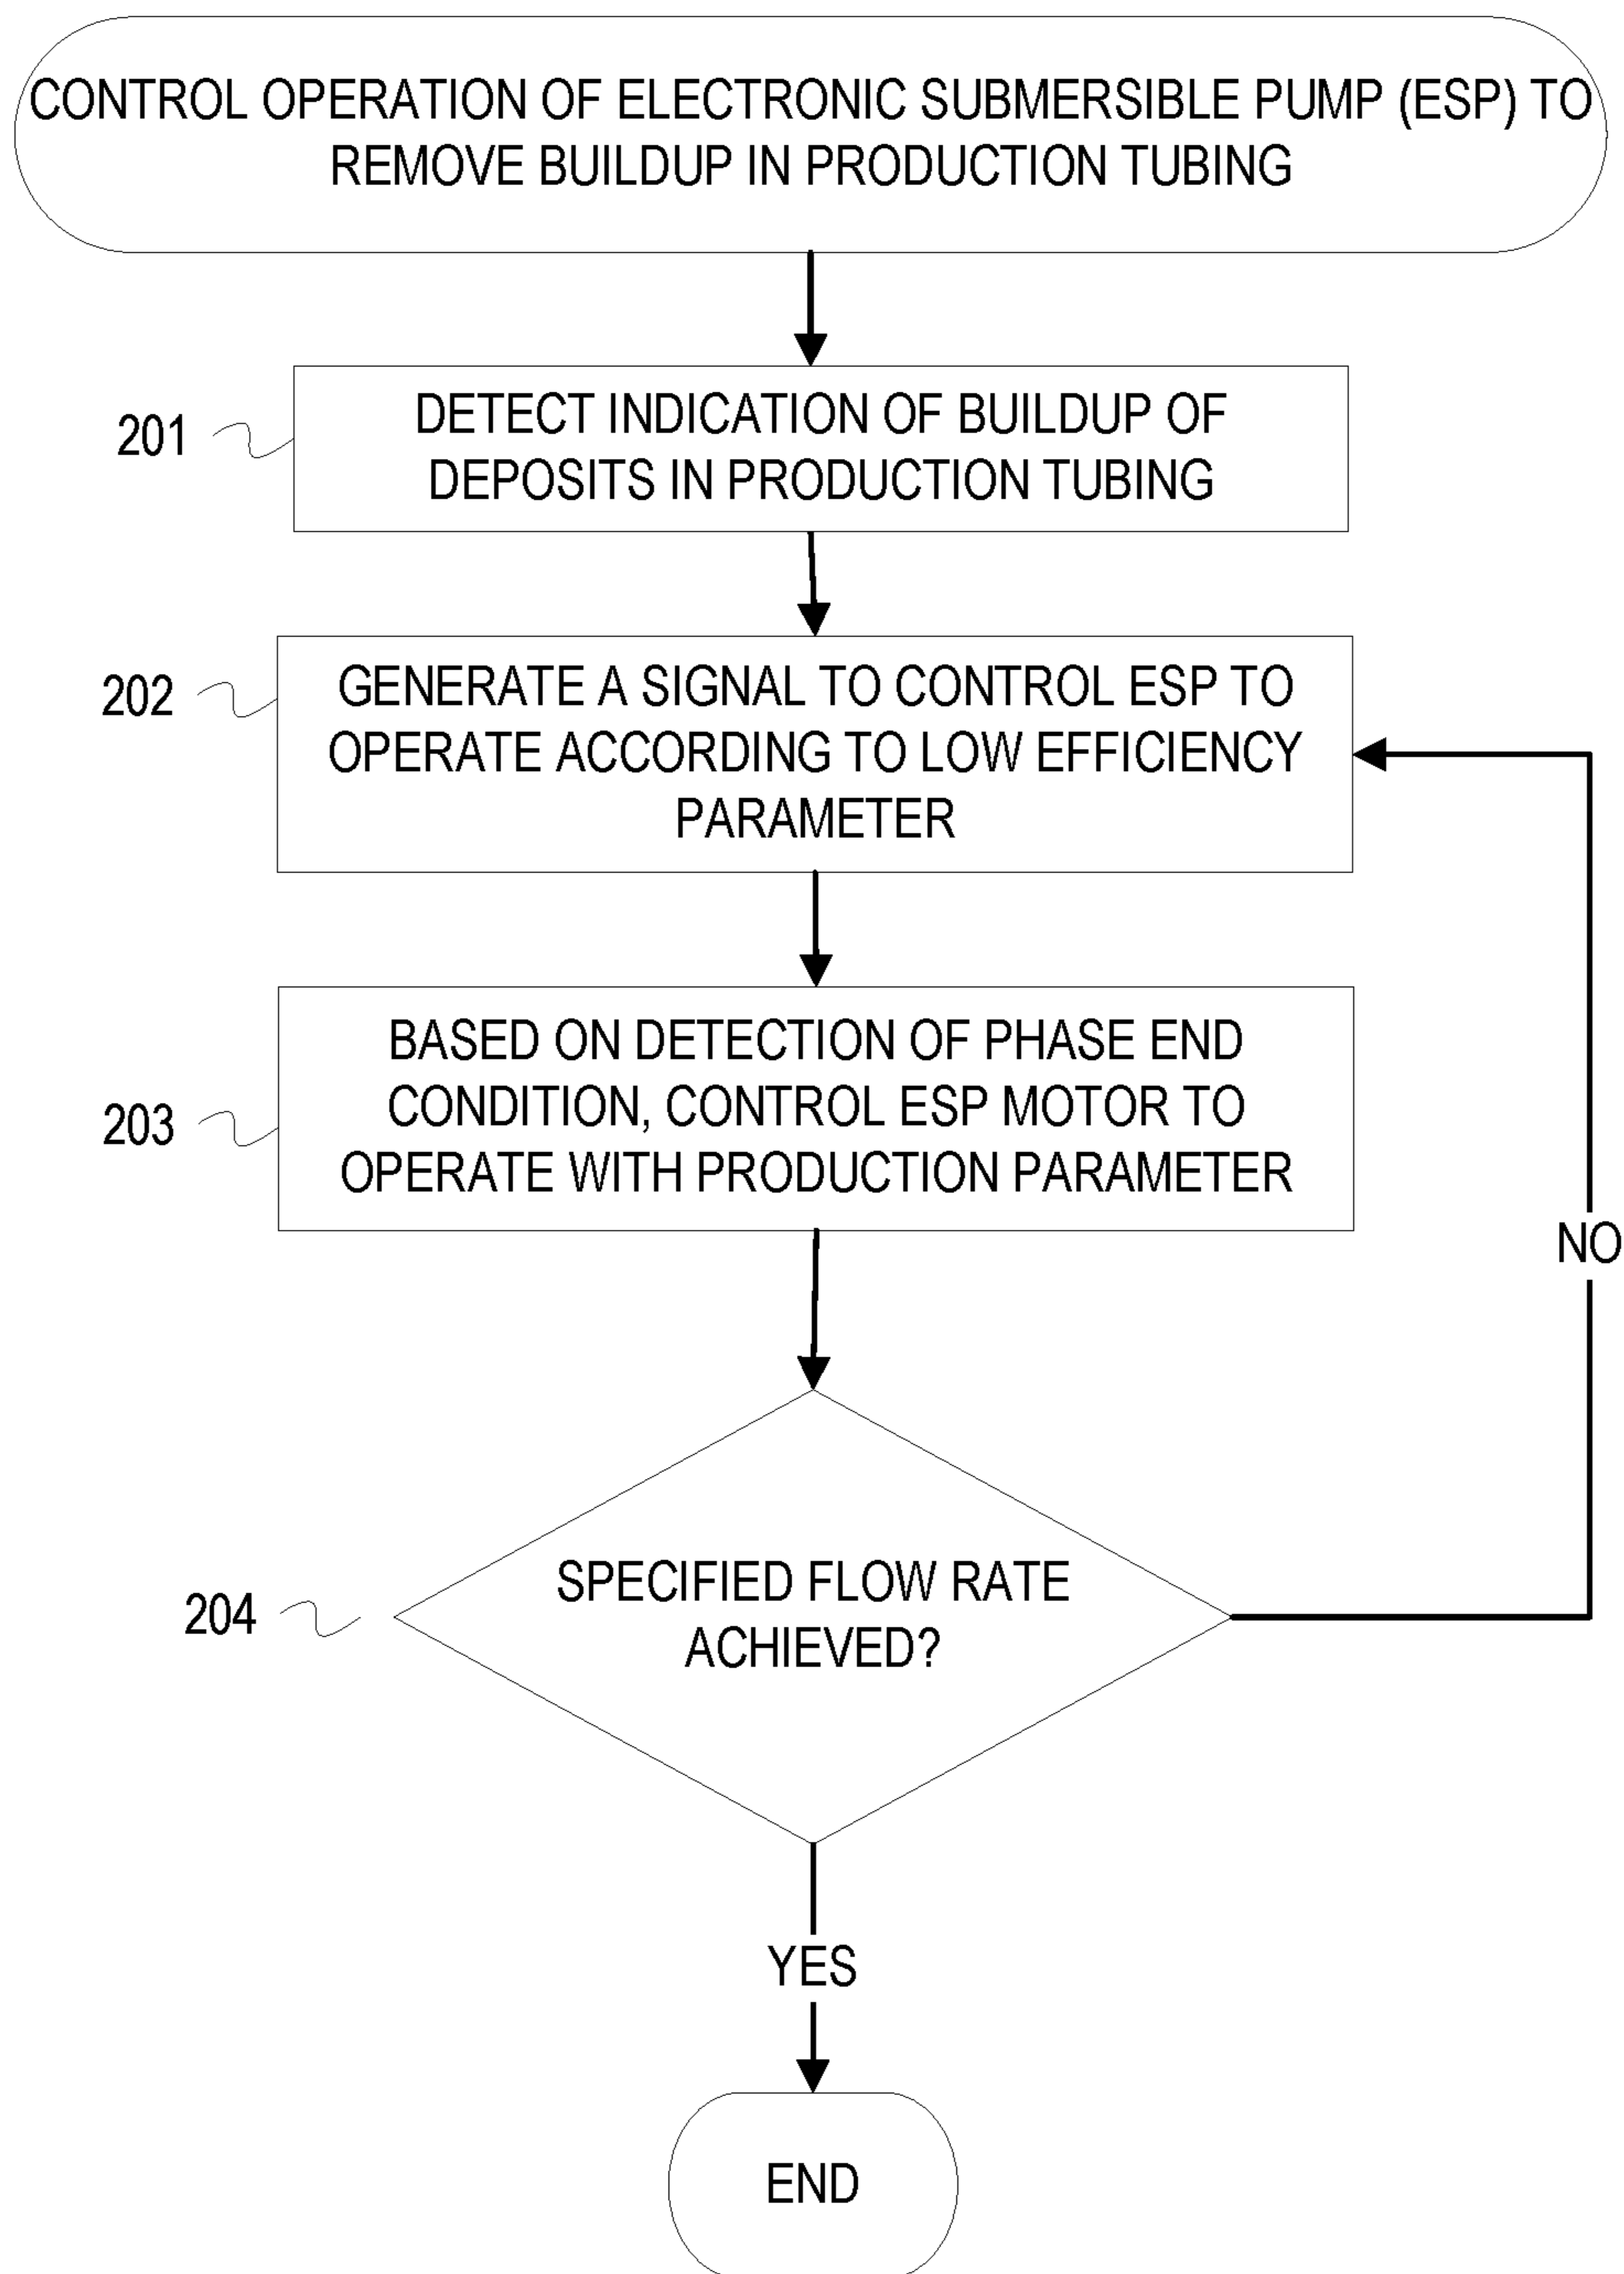 CONTROL OPERATION OF ELECTRONIC SUBMERSIBLE PUMP (ESP) TO
REMOVE BUILDUP IN PRODUCTION TUBING
201
DETECT INDICATION OF BUILDUP OF
DEPOSITS IN PRODUCTION TUBING
202
GENERATE A SIGNAL TO CONTROL ESP TO
OPERATE ACCORDING TO LOW EFFICIENCY
PARAMETER
203
BASED ON DETECTION OF PHASE END
CONDITION, CONTROL ESP MOTOR TO
OPERATE WITH PRODUCTION PARAMETER
NO
204
SPECIFIED FLOW RATE
ACHIEVED?
YES
END